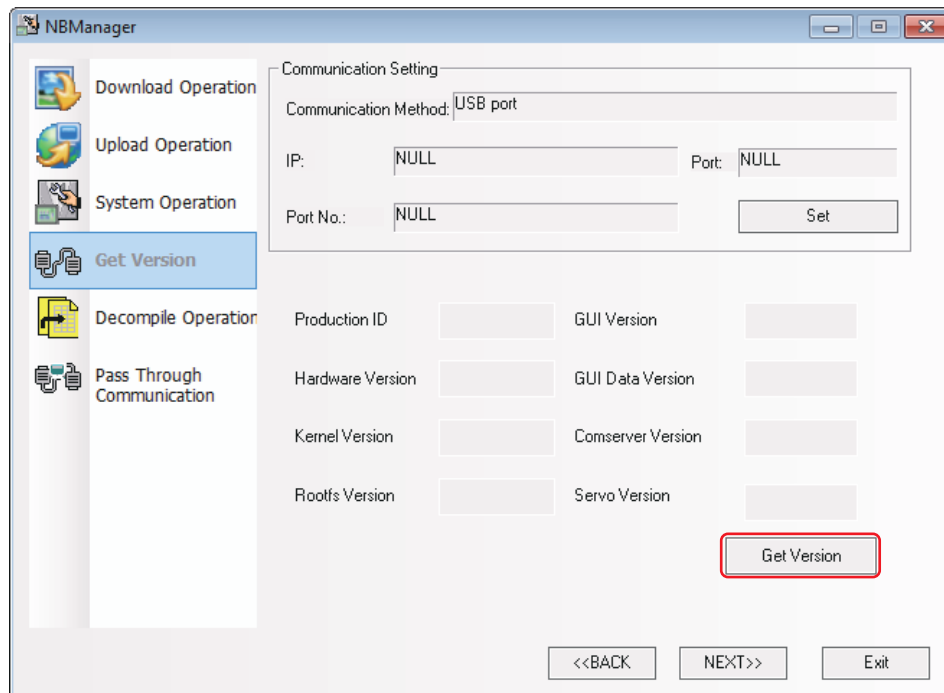 NBManager
Download Operation
Upload Operation
System Operation
Get Version
Decompile Operation
Pass Through
Communication
Communication Setting
Communication Method: USB port
IP: NULL Port: NULL
Port No.: NULL Set
Production ID GUI Version
Hardware Version GUI Data Version
Kernel Version Comserver Version
Rootfs Version Servo Version
Get Version
<<BACK NEXT>> Exit